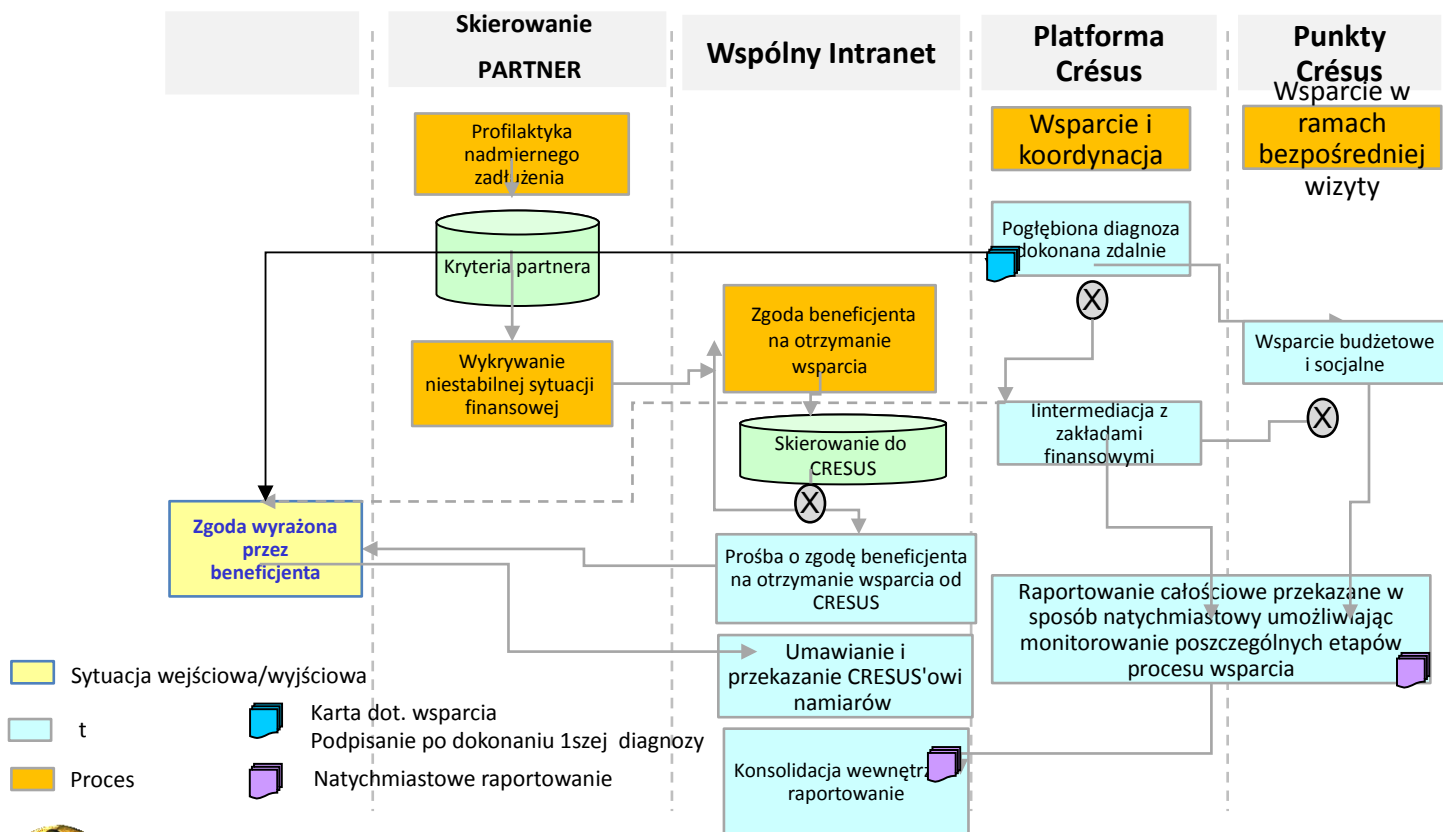 Skierowanie
PARTNER
Wspólny Intranet
Platforma
Crésus
Punkty
Crésus
Profilaktyka
nadmiernego
zadłużenia
Wsparcie i
koordynacja
Wsparcie w
ramach
bezpośredniej
wizyty
Kryteria partnera
Pogłębiona diagnoza
dokonana zdalnie
X
Wykrywanie
niestabilnej sytuacji
finansowej
Zgoda beneficjenta
na otrzymanie
wsparcia
Wsparcie budżetowe
i socjalne
Skierowanie do
CRESUS
X
Iintermediacja z
zakładami
finansowymi
X
Zgoda wyrażona
przez
beneficjenta
Prośba o zgodę beneficjenta
na otrzymanie wsparcia od
CRESUS
Raportowanie całościowe przekazane w
sposób natychmiastowy umożliwiając
monitorowanie poszczególnych etapów
procesu wsparcia
Umawianie i
przekazanie CRESUS'owi
namiarów
Konsolidacja
raportowanie
Sytuacja wejściowa/wyjściowa
t
Proces
Karta dot. wsparcia
Podpisanie po dokonaniu 1szej diagnozy
Natychmiastowe raportowanie